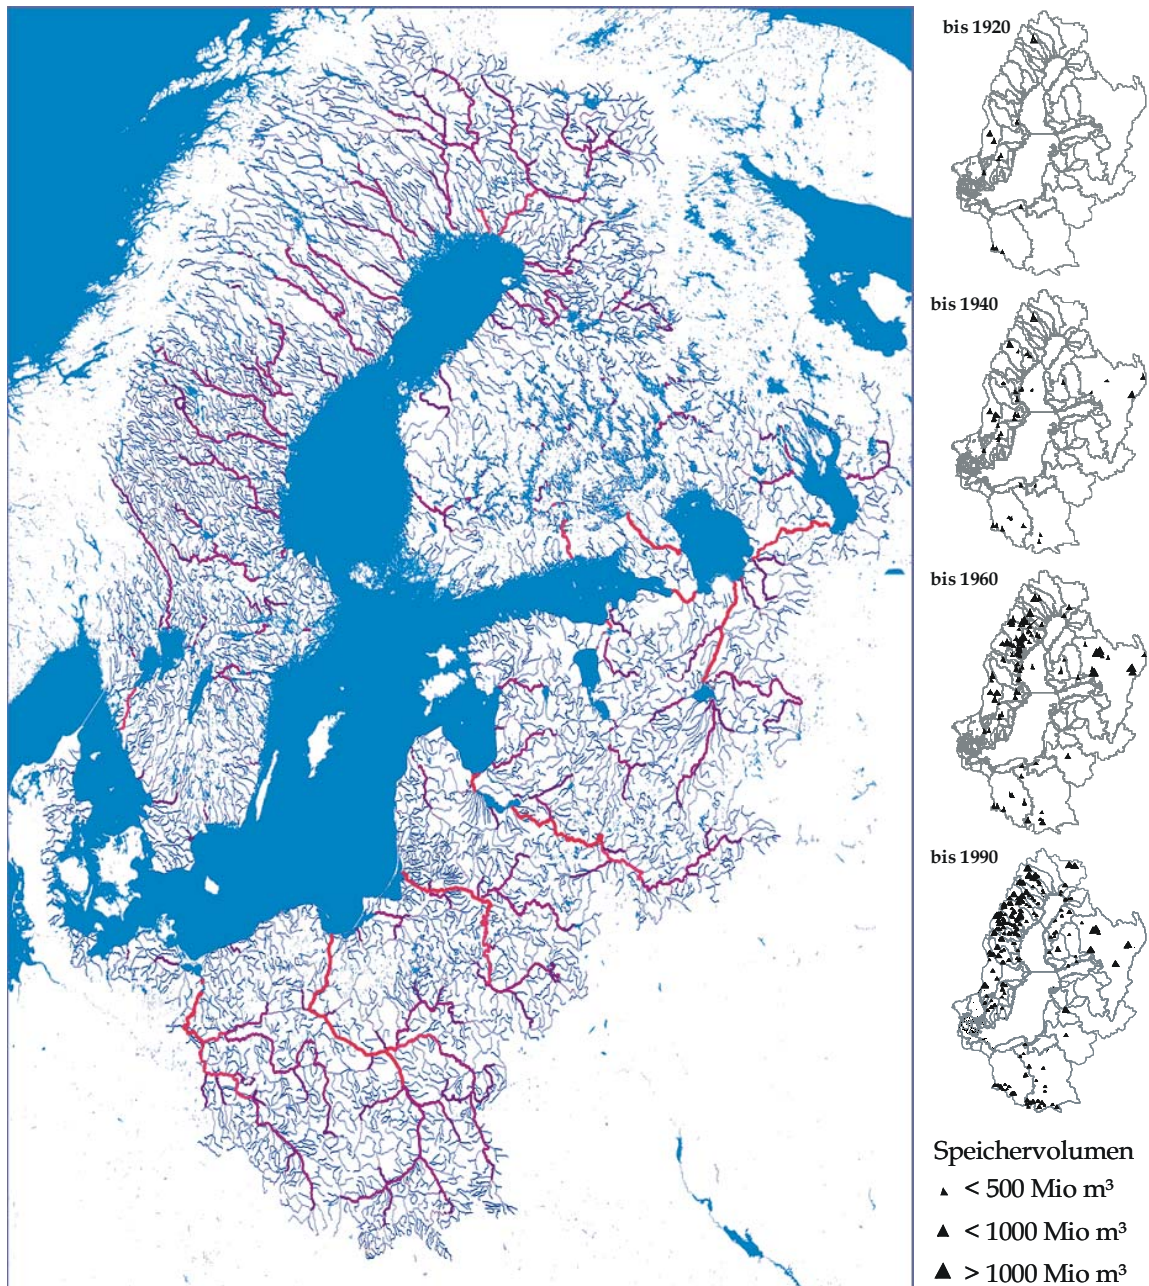 bis 1920
bis 1940
bis 1960
bis 1990
Speichervolumen
< 500 Mio m³
< 1000 Mio m³
> 1000 Mio m³